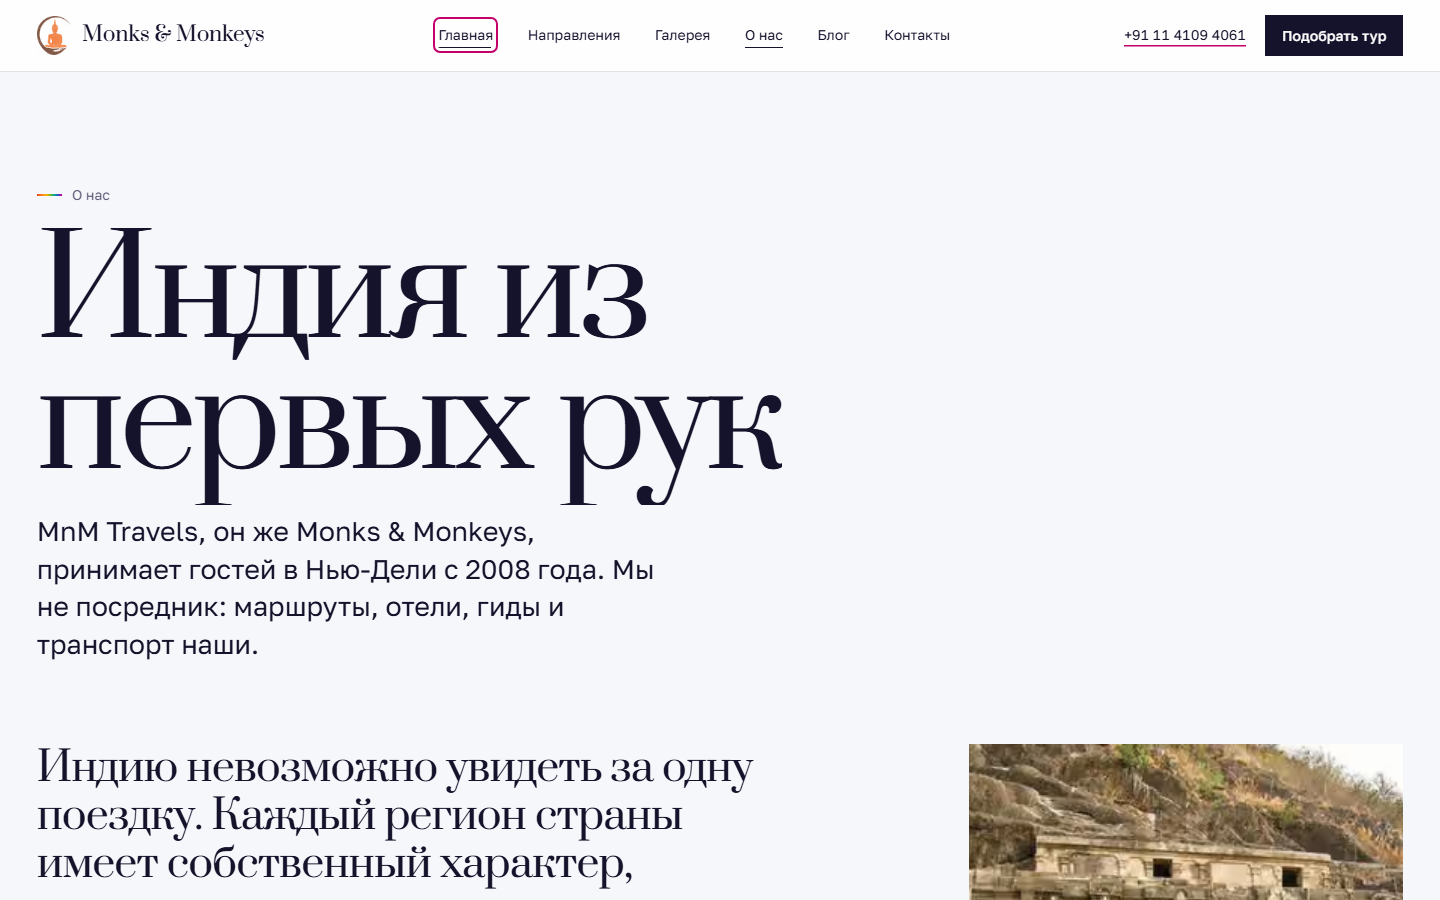 Monks & Monkeys
Главная
Направления
Галерея
О нас
Блог
Контакты
+91 11 4109 4061
Подобрать тур
О нас
Индия из
первых рук
MnM Travels, он же Monks & Monkeys,
принимает гостей в Нью-Дели с 2008 года. Мы
не посредник: маршруты, отели, гиды и
транспорт наши.
Индию невозможно увидеть за одну
поездку. Каждый регион страны
имеет собственный характер,